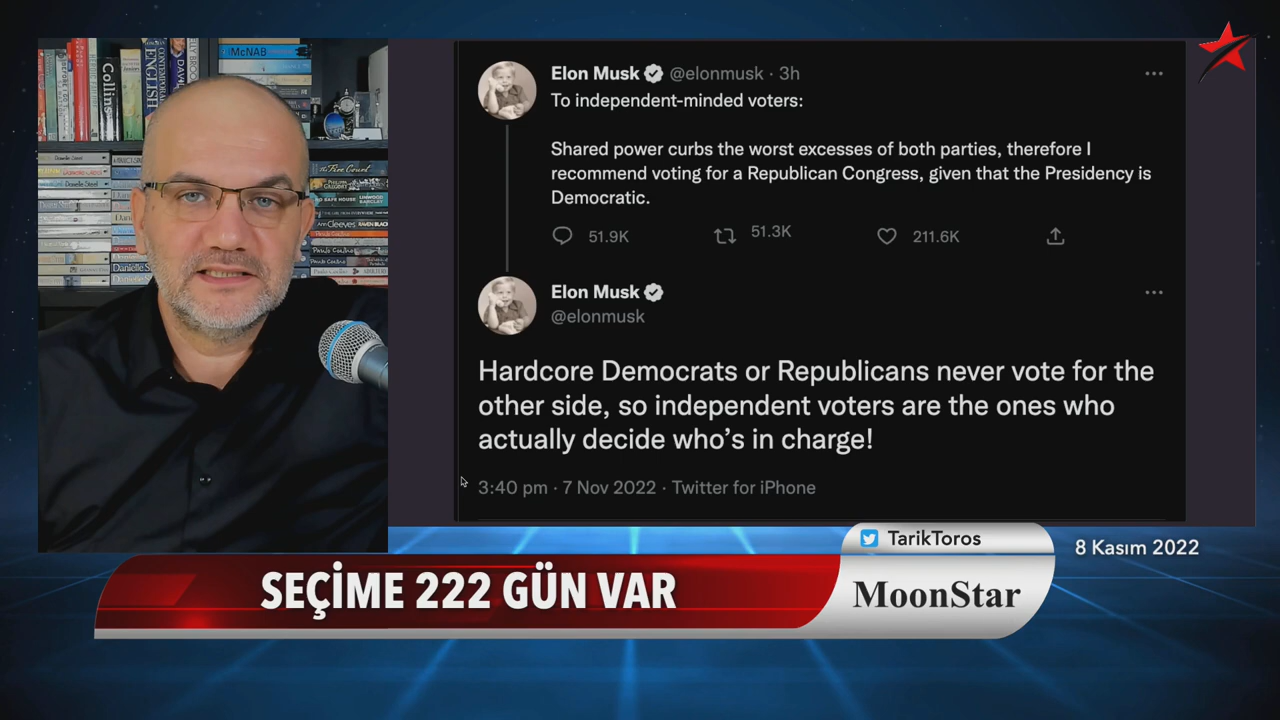 McNAB
Collins
CONTEMPORARY
ENGLISH
Elon Musk @elonmusk · 3h
To independent-minded voters:
Shared power curbs the worst excesses of both parties, therefore I
recommend voting for a Republican Congress, given that the Presidency is
Democratic.
51.9K 51.3K 211.6K
Elon Musk
@elonmusk
Hardcore Democrats or Republicans never vote for the
other side, so independent voters are the ones who
actually decide who's in charge!
3:40 pm · 7 Nov 2022 · Twitter for iPhone
TarikToros
8 Kasım 2022
SEÇİME 222 GÜN VAR
MoonStar